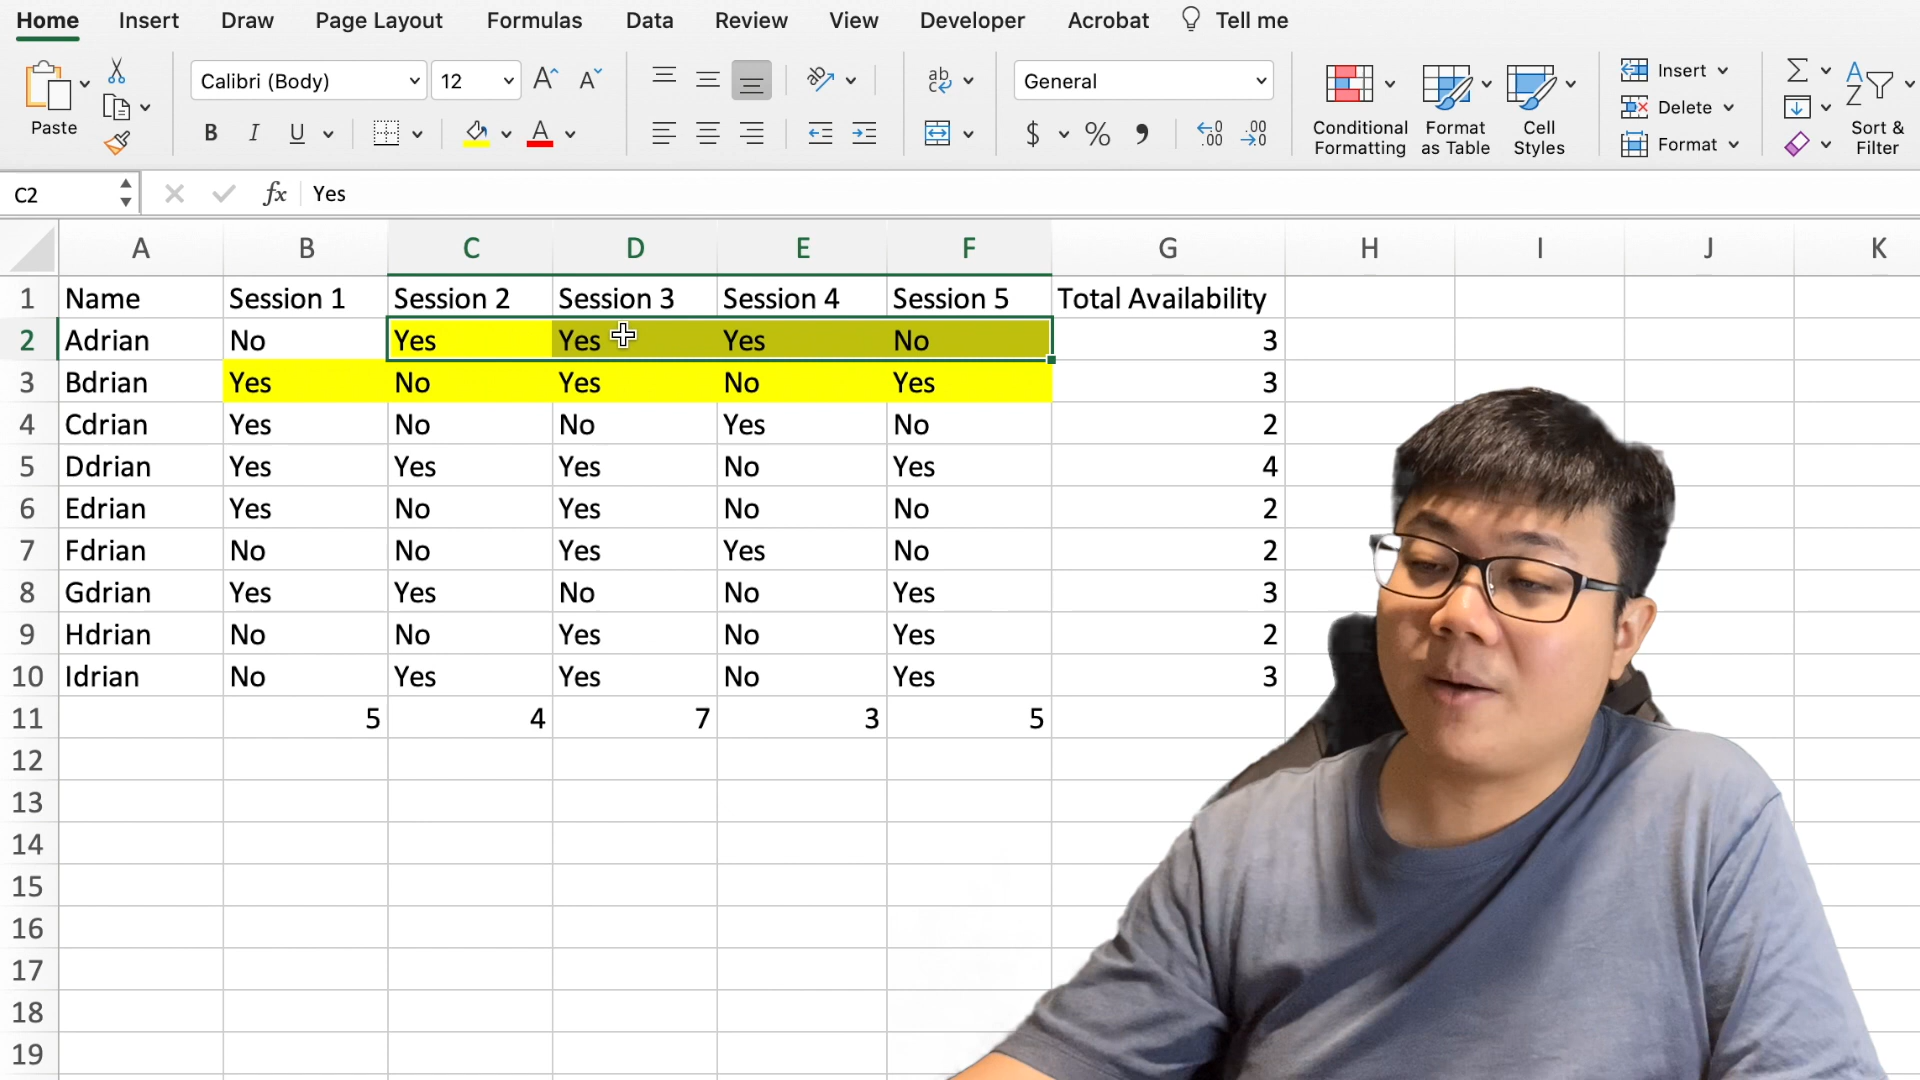 Home Insert Draw Page Layout Formulas Data Review View Developer Acrobat Tell me
Calibri (Body) 12 A^ Aˇ ab ab c General Insert Σ A Z
Paste Conditional Formatting Format as Table Cell Styles Delete Sort & Filter
B I U A $ % , ←0 .00 .00 →0 Format
C2 fx Yes
A B C D E F G H I J K
1 Name Session 1 Session 2 Session 3 Session 4 Session 5 Total Availability
2 Adrian No Yes Yes Yes No 3
3 Bdrian Yes No Yes No Yes 3
4 Cdrian Yes No No Yes No 2
5 Ddrian Yes Yes Yes No Yes 4
6 Edrian Yes No Yes No No 2
7 Fdrian No No Yes Yes No 2
8 Gdrian Yes Yes No No Yes 3
9 Hdrian No No Yes No Yes 2
10 Idrian No Yes Yes No Yes 3
11 5 4 7 3 5
12
13
14
15
16
17
18
19